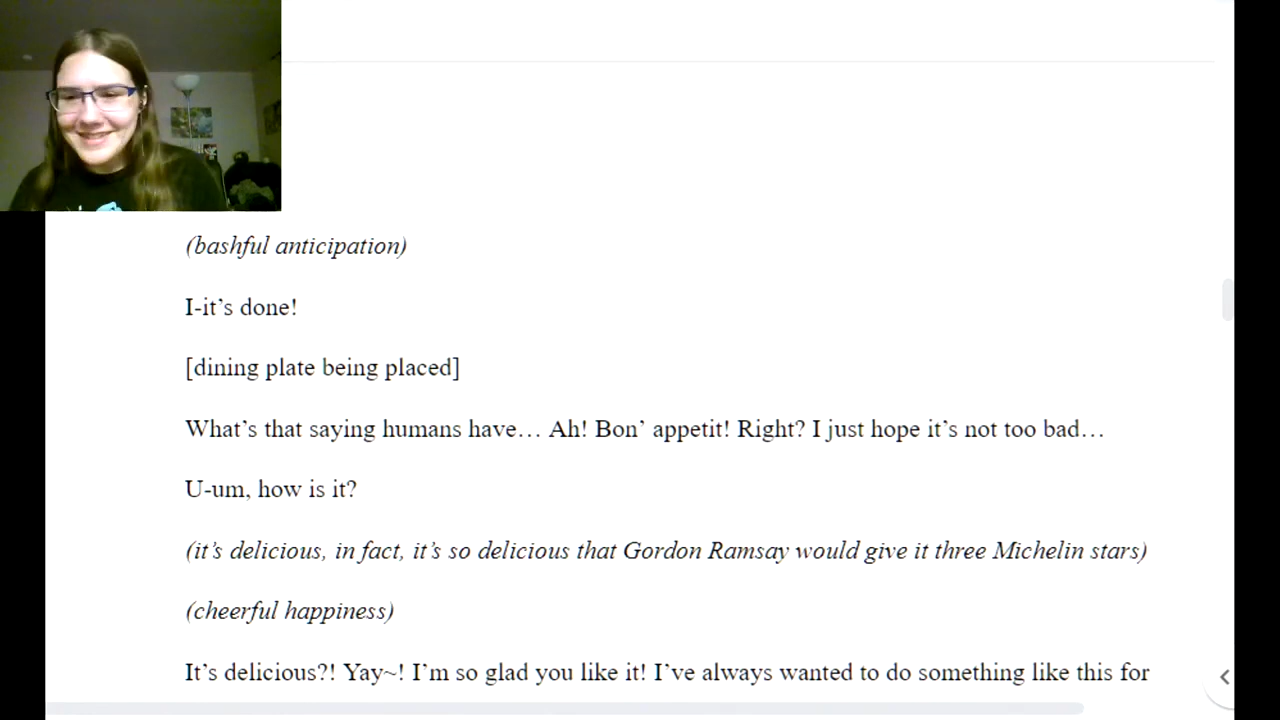 (bashful anticipation)
I-it’s done!
[dining plate being placed]
What’s that saying humans have… Ah! Bon’ appetit! Right? I just hope it’s not too bad…
U-um, how is it?
(it’s delicious, in fact, it’s so delicious that Gordon Ramsay would give it three Michelin stars)
(cheerful happiness)
It’s delicious?! Yay~! I’m so glad you like it! I’ve always wanted to do something like this for